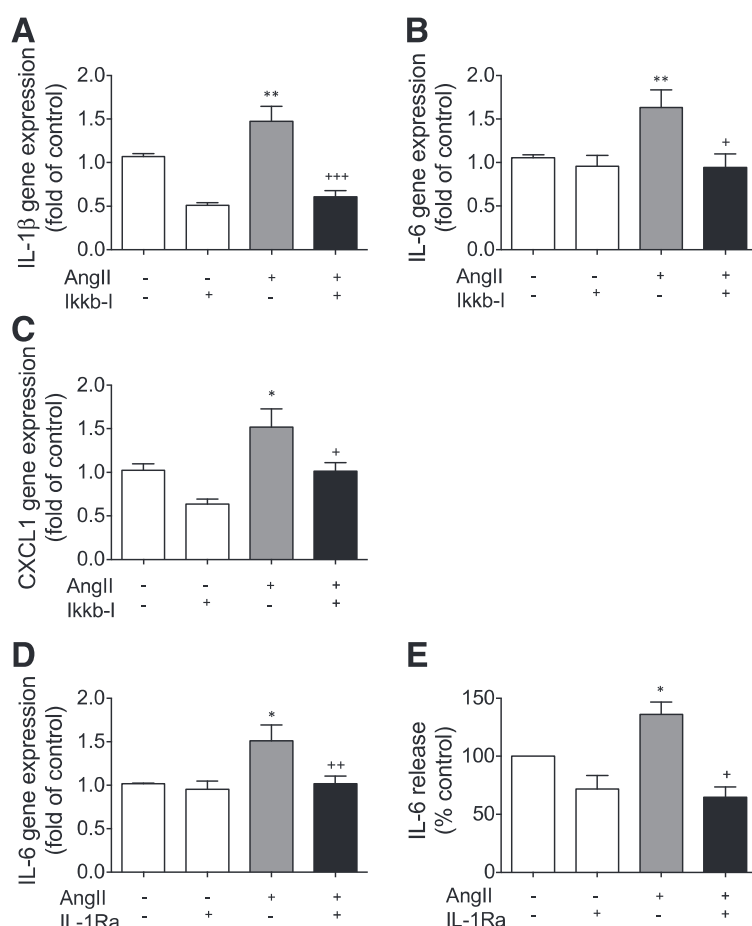 A
IL-1β gene expression
(fold of control)
2.0
1.5
1.0
0.5
0.0
**
+++
AngII - - + +
Ikkb-I - + - +
B
IL-6 gene expression
(fold of control)
2.0
1.5
1.0
0.5
0.0
**
+
AngII - - + +
Ikkb-I - + - +
C
CXCL1 gene expression
(fold of control)
2.0
1.5
1.0
0.5
0.0
*
+
AngII - - + +
Ikkb-I - + - +
D
IL-6 gene expression
(fold of control)
2.0
1.5
1.0
0.5
0.0
*
++
AngII - - + +
IL-1Ra - + - +
E
IL-6 release
(% control)
150
100
50
0
*
+
AngII - - + +
IL-1Ra - + - +